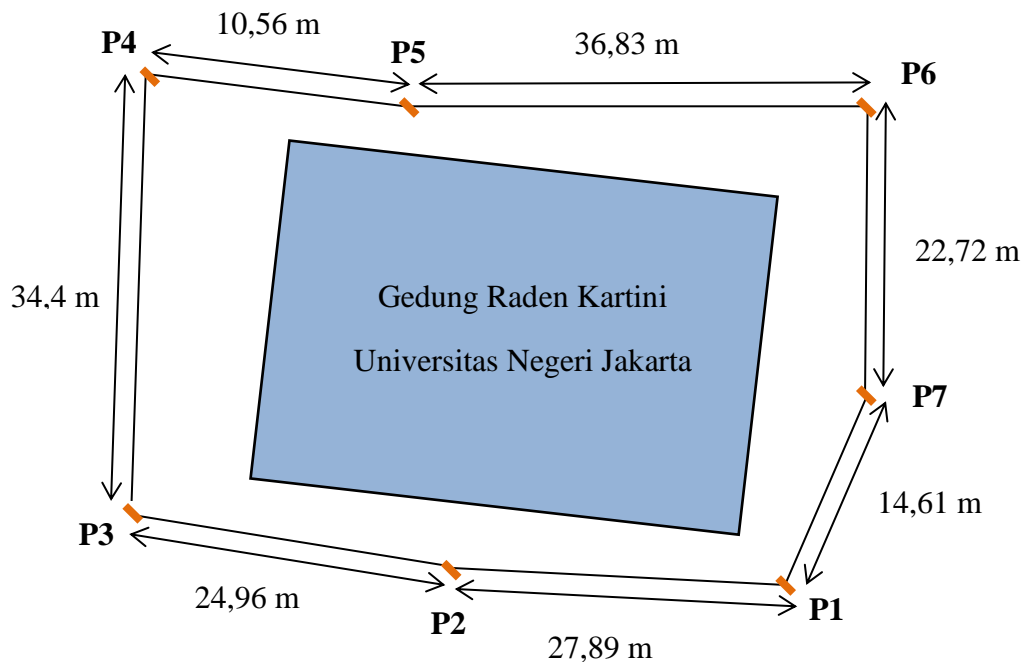 10,56 m
36,83 m
P4
P5
P6
22,72 m
34,4 m
Gedung Raden Kartini
Universitas Negeri Jakarta
P7
14,61 m
P3
24,96 m
P2
P1
27,89 m